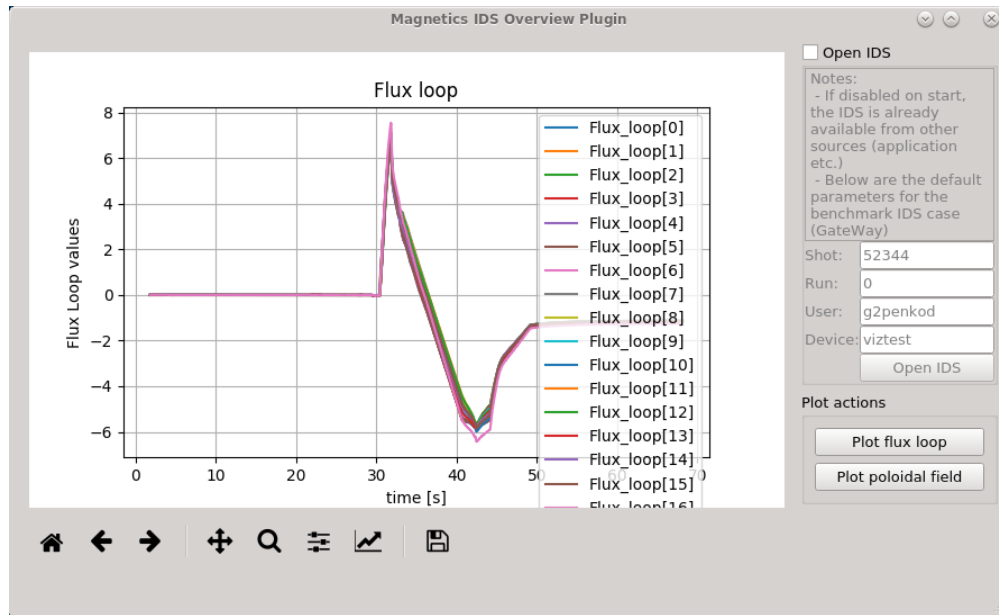 Magnetics IDS Overview Plugin
Flux loop
Flux Loop values
8
6
4
2
0
−2
−4
−6
0
10
20
30
40
50
60
70
time [s]
Flux_loop[0]
Flux_loop[1]
Flux_loop[2]
Flux_loop[3]
Flux_loop[4]
Flux_loop[5]
Flux_loop[6]
Flux_loop[7]
Flux_loop[8]
Flux_loop[9]
Flux_loop[10]
Flux_loop[11]
Flux_loop[12]
Flux_loop[13]
Flux_loop[14]
Flux_loop[15]
Flux_loop[16]
Open IDS
Notes:
- If disabled on start,
the IDS is already
available from other
sources (application
etc.)
- Below are the default
parameters for the
benchmark IDS case
(GateWay)
Shot: 52344
Run: 0
User: g2penkod
Device: viztest
Open IDS
Plot actions
Plot flux loop
Plot poloidal field